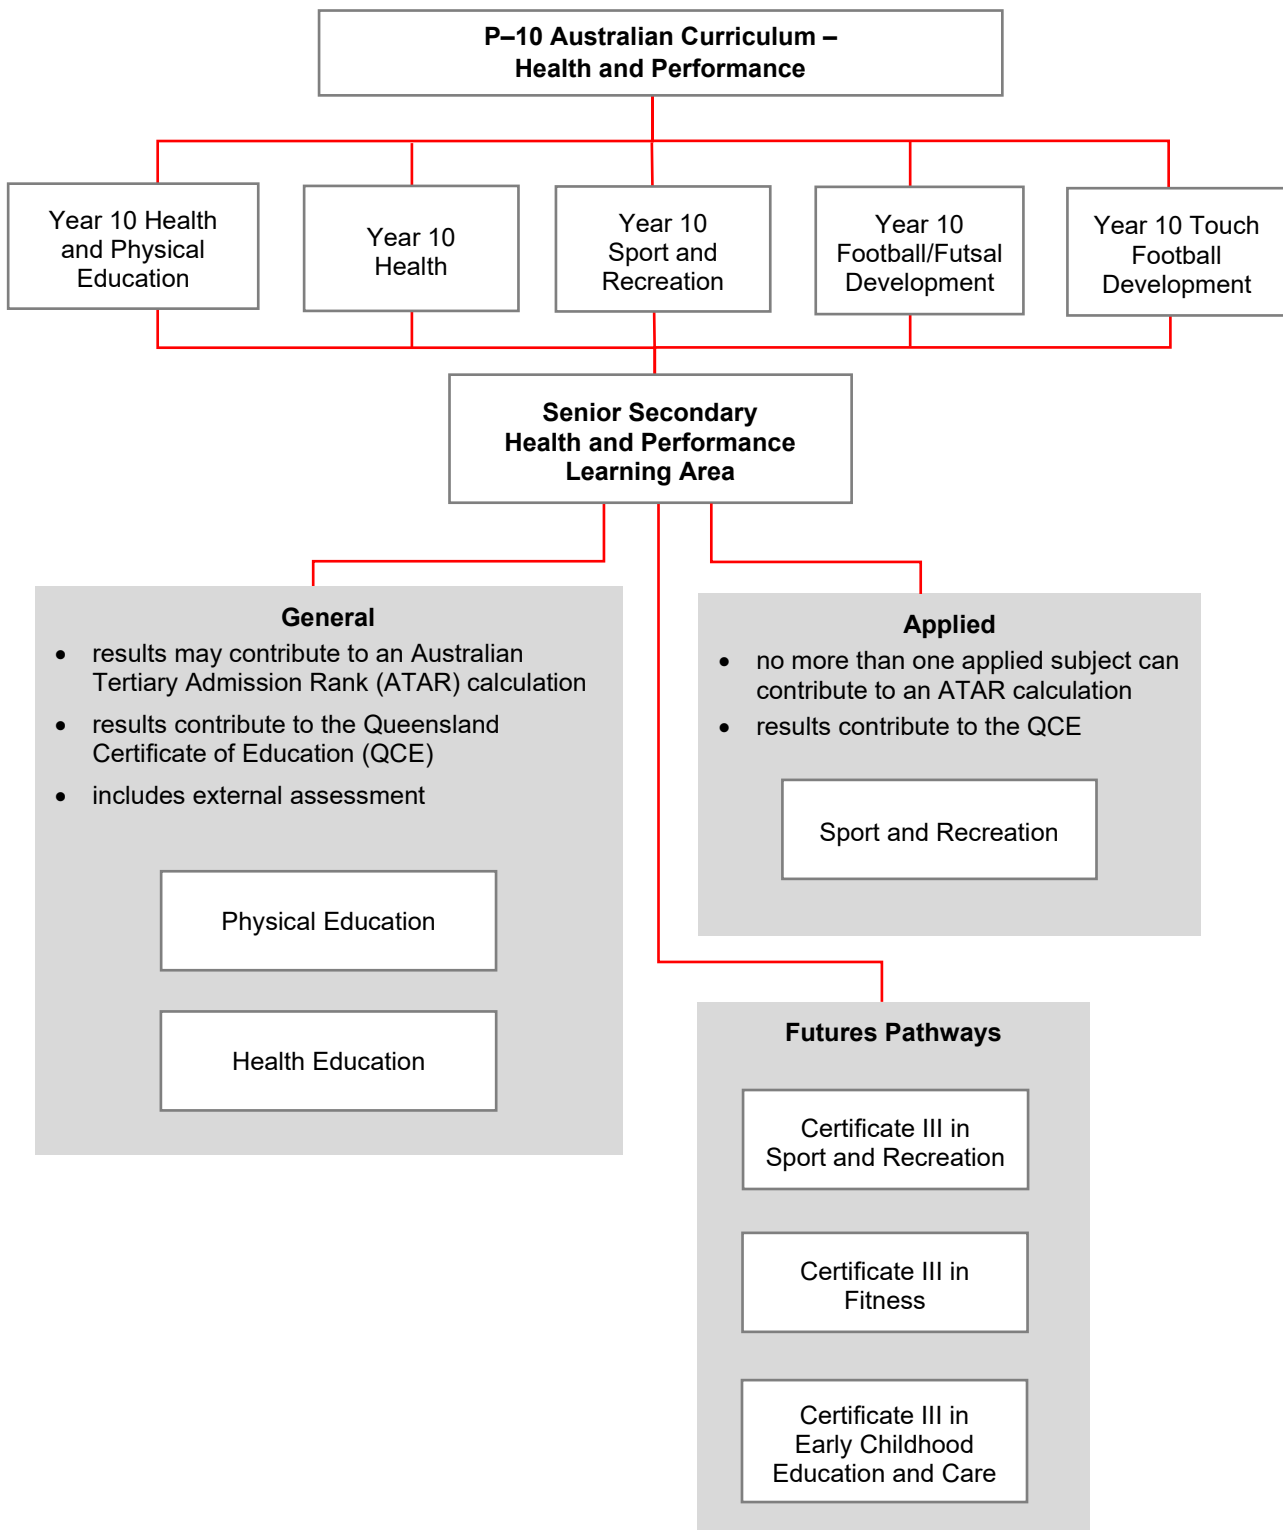 P–10 Australian Curriculum –
Health and Performance
Year 10 Health
and Physical
Education
Year 10
Health
Year 10
Sport and
Recreation
Year 10
Football/Futsal
Development
Year 10 Touch
Football
Development
Senior Secondary
Health and Performance
Learning Area
General
• results may contribute to an Australian
Tertiary Admission Rank (ATAR) calculation
• results contribute to the Queensland
Certificate of Education (QCE)
• includes external assessment
Physical Education
Health Education
Applied
• no more than one applied subject can
contribute to an ATAR calculation
• results contribute to the QCE
Sport and Recreation
Futures Pathways
Certificate III in
Sport and Recreation
Certificate III in
Fitness
Certificate III in
Early Childhood
Education and Care